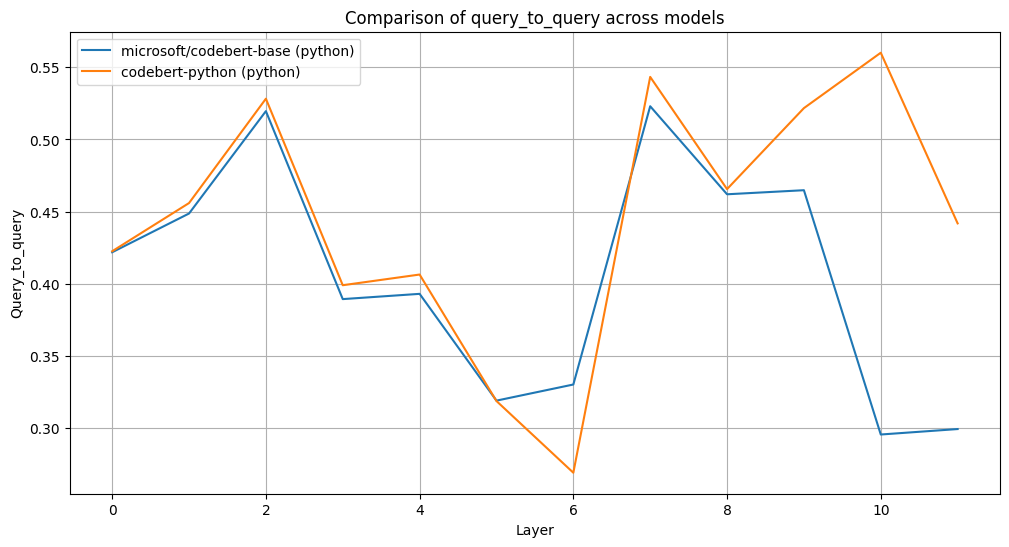 Comparison of query_to_query across models
microsoft/codebert-base (python)
codebert-python (python)
Query_to_query
0.55
0.50
0.45
0.40
0.35
0.30
0 2 4 6 8 10
Layer